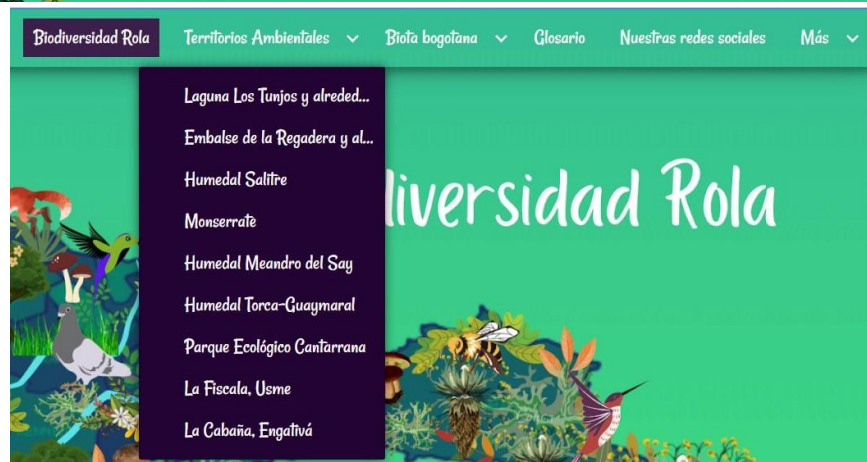 Biodiversidad Rola Territorios Ambientales Biota bogotana Glosario Nuestras redes sociales Más
Laguna Los Tunjos y alreded...
Embalse de la Regadera y al...
Humedal Salitre
diversidad Rola
Monserrate
Humedal Meandro del Say
Humedal Torca-Guaymaral
Parque Ecológico Cantarrana
La Fiscala, Usme
La Cabaña, Engativá